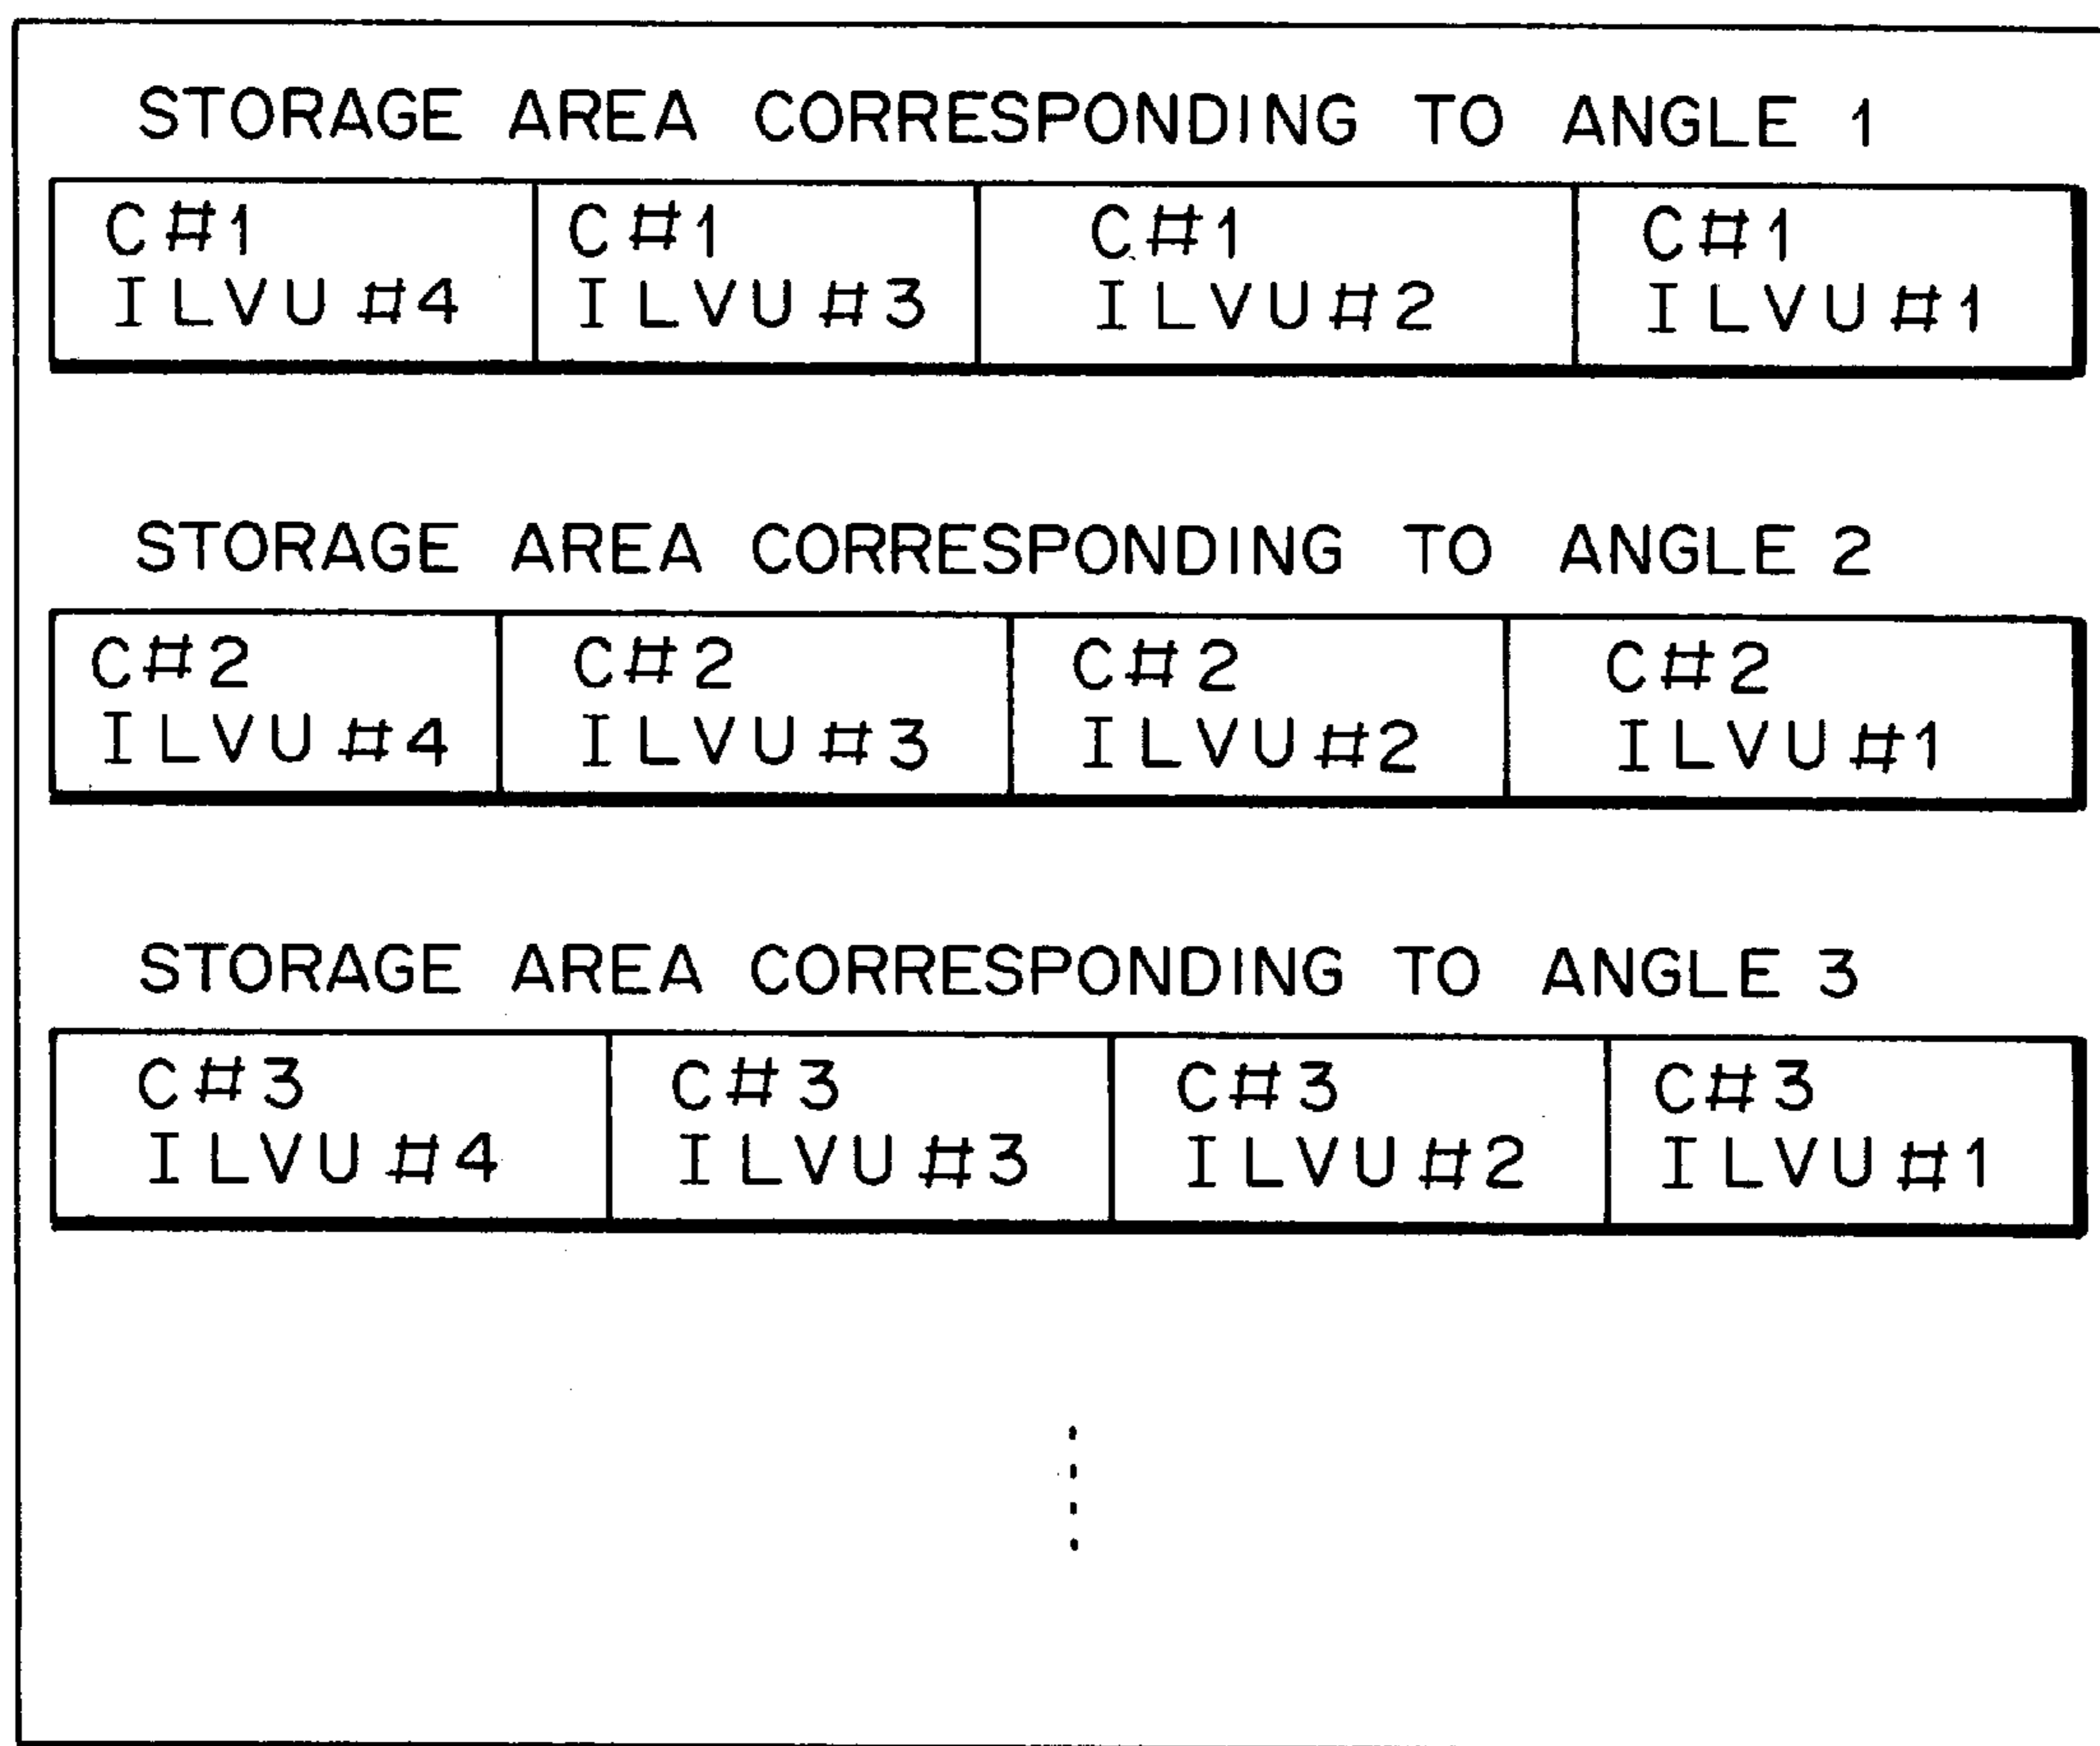 STORAGE AREA CORRESPONDING TO ANGLE 1
C#1 C#1 C#1 C#1
ILVU#4 ILVU#3 ILVU#2 ILVU#1
STORAGE AREA CORRESPONDING TO ANGLE 2
C#2 C#2 C#2 C#2
ILVU#4 ILVU#3 ILVU#2 ILVU#1
STORAGE AREA CORRESPONDING TO ANGLE 3
C#3 C#3 C#3 C#3
ILVU#4 ILVU#3 ILVU#2 ILVU#1